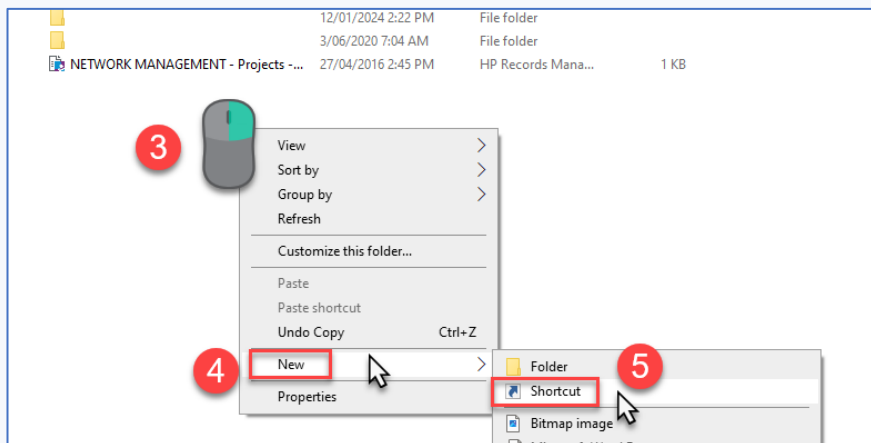 12/01/2024 2:22 PM File folder
3/06/2020 7:04 AM File folder
NETWORK MANAGEMENT - Projects -... 27/04/2016 2:45 PM HP Records Mana... 1 KB
3
View
Sort by
Group by
Refresh
Customize this folder...
Paste
Paste shortcut
Undo Copy Ctrl+Z
4
New
Properties
5
Folder
Shortcut
Bitmap image